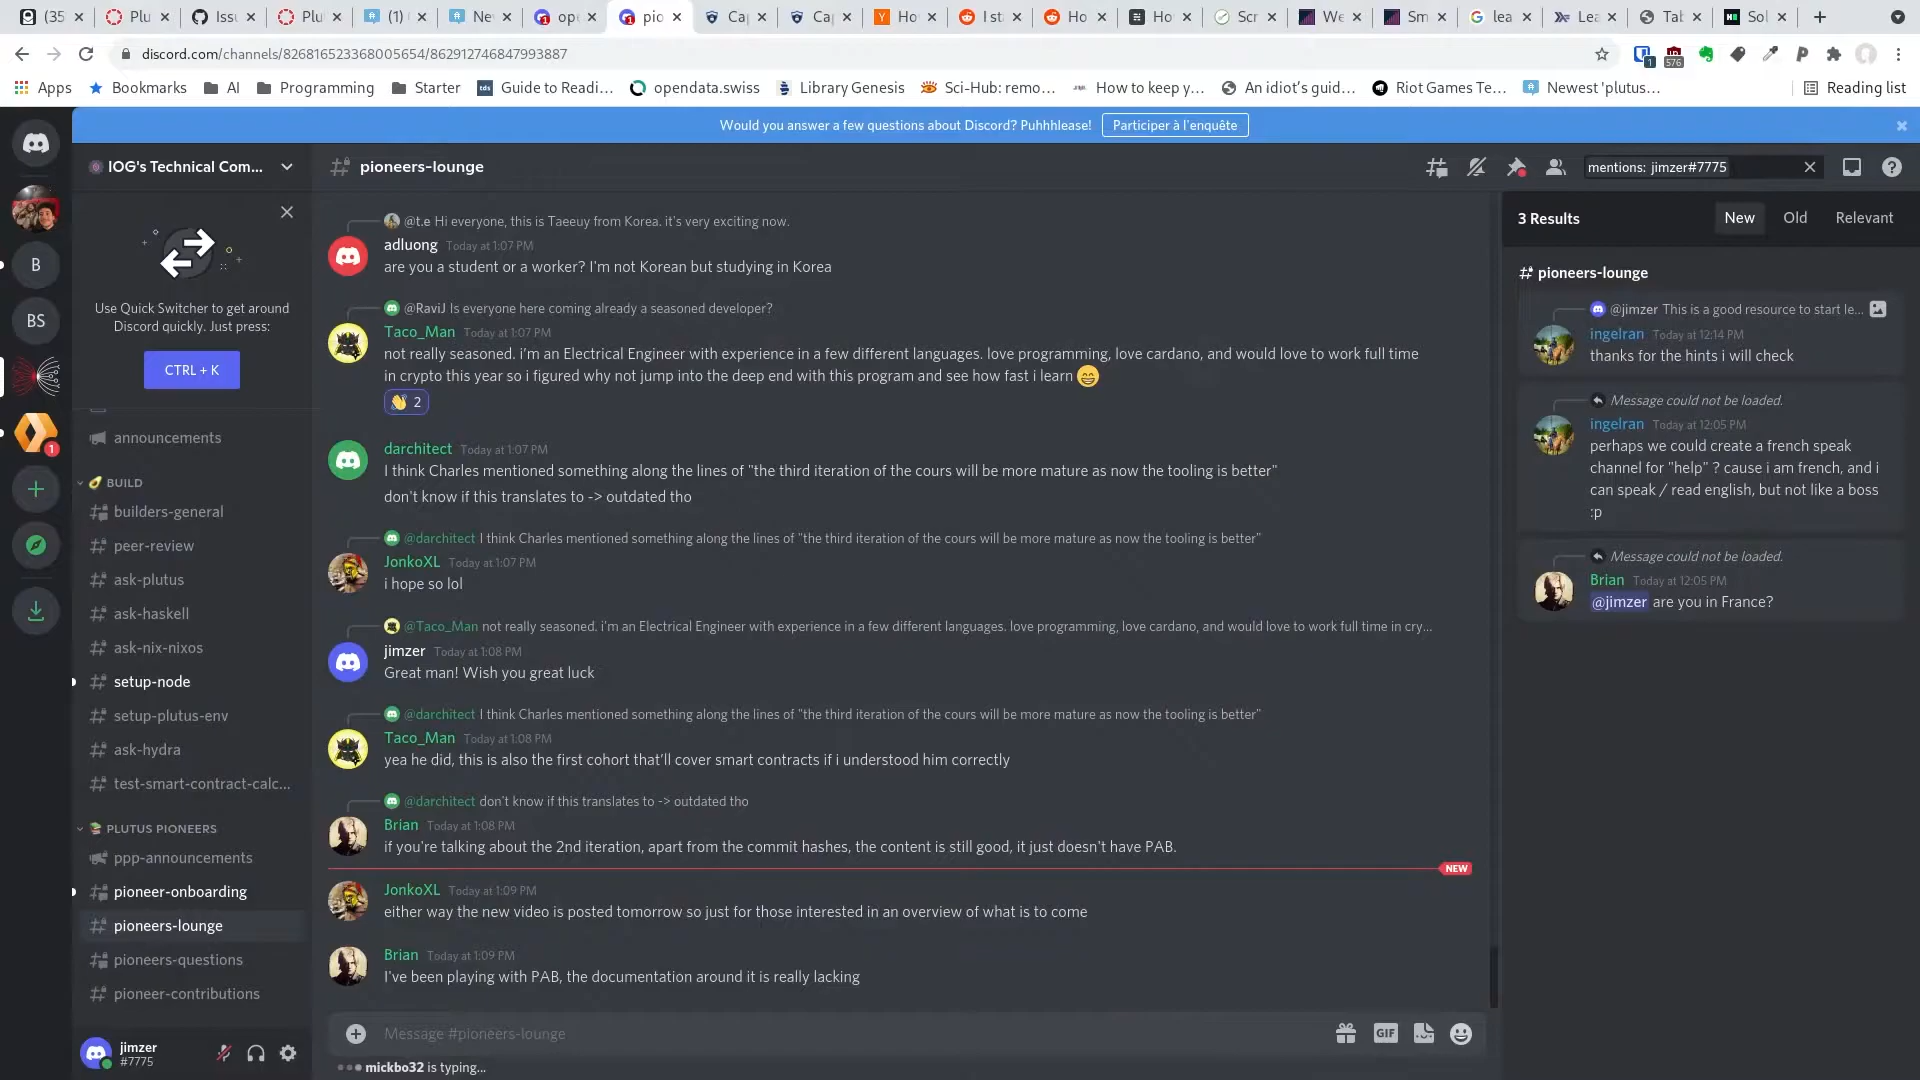 (35
Plu
Issu
Plu
(1)
Ne
op
pio
Ca
Ca
Ho
I st
Ho
Ho
Scr
We
Sm
lea
Lea
Tab
Sol
discord.com/channels/826816523368005654/862912746847993887
1
576
Apps
Bookmarks
AI
Programming
Starter
Guide to Readi...
opendata.swiss
Library Genesis
Sci-Hub: remo...
How to keep y...
An idiot's guid...
Riot Games Te...
Newest 'plutus...
Reading list
Would you answer a few questions about Discord? Puhhhlease!
Participer à l'enquête
IOG's Technical Com...
pioneers-lounge
mentions: jimzer#7775
B
BS
1
Use Quick Switcher to get around
Discord quickly. Just press:
CTRL + K
announcements
BUILD
builders-general
peer-review
ask-plutus
ask-haskell
ask-nix-nixos
setup-node
setup-plutus-env
ask-hydra
test-smart-contract-calc...
PLUTUS PIONEERS
ppp-announcements
pioneer-onboarding
pioneers-lounge
pioneers-questions
pioneer-contributions
jimzer
#7775
@t.e Hi everyone, this is Taeeuy from Korea. it's very exciting now.
adluong Today at 1:07 PM
are you a student or a worker? I'm not Korean but studying in Korea
@RaviJ Is everyone here coming already a seasoned developer?
Taco_Man Today at 1:07 PM
not really seasoned. i'm an Electrical Engineer with experience in a few different languages. love programming, love cardano, and would love to work full time
in crypto this year so i figured why not jump into the deep end with this program and see how fast i learn
2
darchitect Today at 1:07 PM
I think Charles mentioned something along the lines of "the third iteration of the cours will be more mature as now the tooling is better"
don't know if this translates to -> outdated tho
@darchitect I think Charles mentioned something along the lines of "the third iteration of the cours will be more mature as now the tooling is better"
JonkoXL Today at 1:07 PM
i hope so lol
@Taco_Man not really seasoned. i'm an Electrical Engineer with experience in a few different languages. love programming, love cardano, and would love to work full time in cry...
jimzer Today at 1:08 PM
Great man! Wish you great luck
@darchitect I think Charles mentioned something along the lines of "the third iteration of the cours will be more mature as now the tooling is better"
Taco_Man Today at 1:08 PM
yea he did, this is also the first cohort that'll cover smart contracts if i understood him correctly
@darchitect don't know if this translates to -> outdated tho
Brian Today at 1:08 PM
if you're talking about the 2nd iteration, apart from the commit hashes, the content is still good, it just doesn't have PAB.
NEW
JonkoXL Today at 1:09 PM
either way the new video is posted tomorrow so just for those interested in an overview of what is to come
Brian Today at 1:09 PM
I've been playing with PAB, the documentation around it is really lacking
Message #pioneers-lounge
GIF
mickbo32 is typing...
3 Results
New
Old
Relevant
pioneers-lounge
@jimzer This is a good resource to start le...
ingelran Today at 12:14 PM
thanks for the hints i will check
Message could not be loaded.
ingelran Today at 12:05 PM
perhaps we could create a french speak
channel for "help" ? cause i am french, and i
can speak / read english, but not like a boss
:p
Message could not be loaded.
Brian Today at 12:05 PM
@jimzer are you in France?